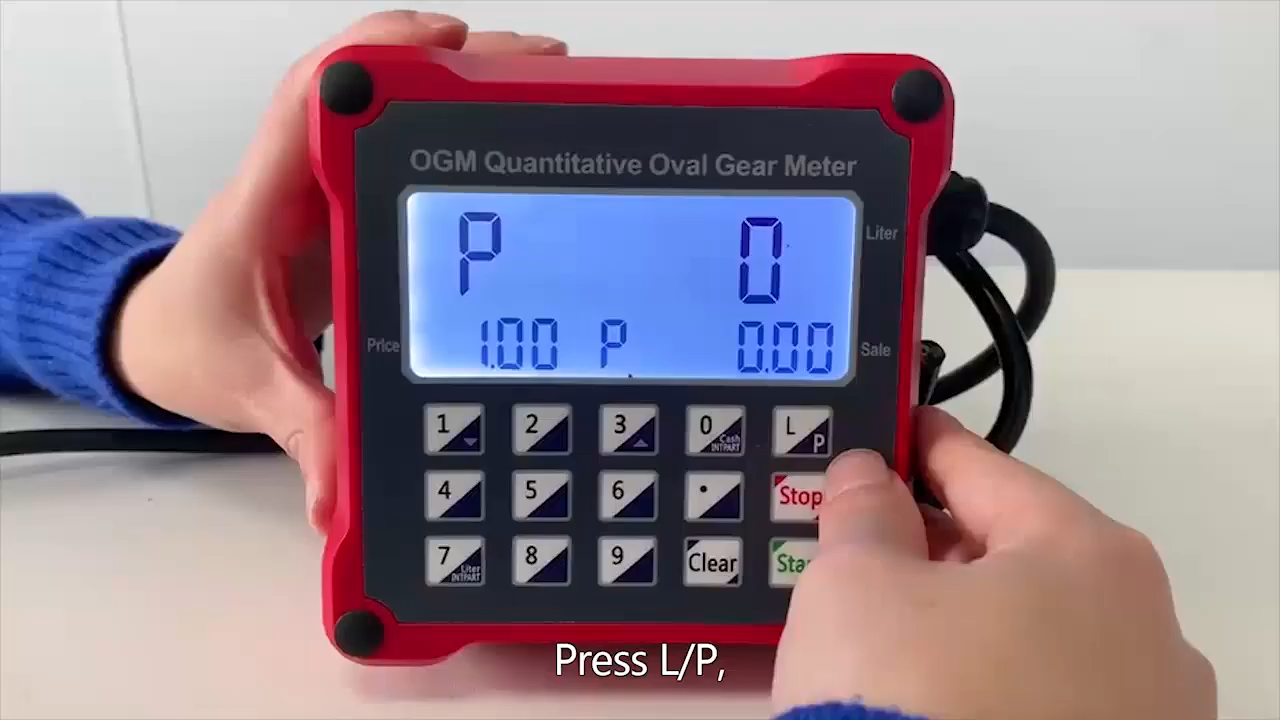 OGM Quantitative Oval Gear Meter
P 0 Liter
Price 1.00 P 0.00 Sale
1 2 3 0 Cash INTPART L P
4 5 6 . Stop
7 Liter INTPART 8 9 Clear
Press L/P,